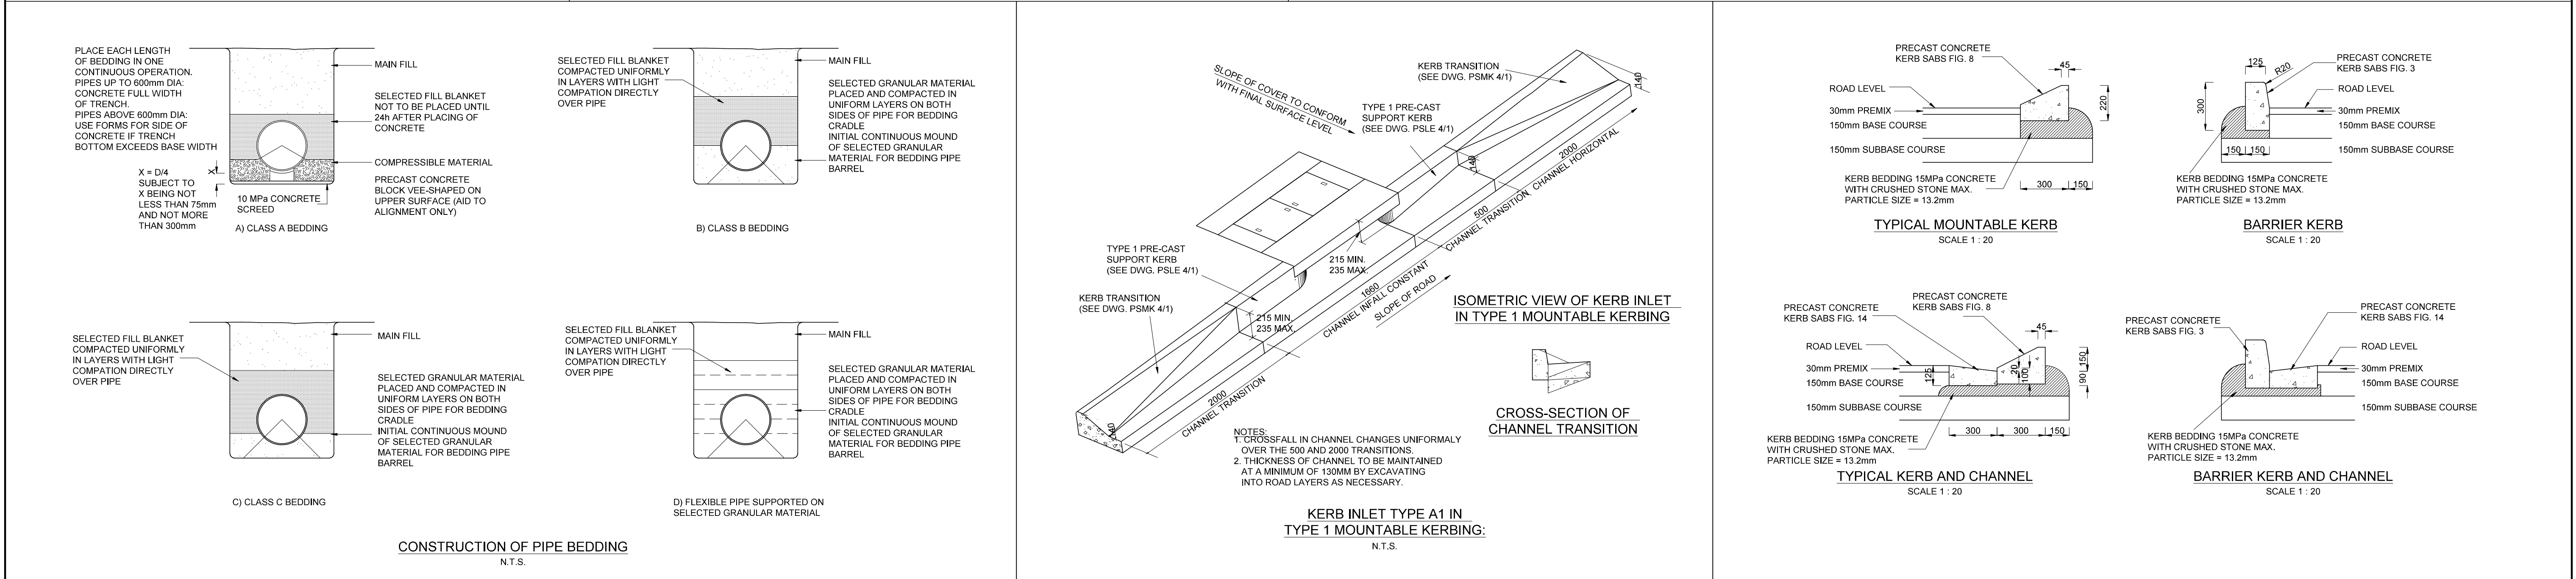 PLACE EACH LENGTH
OF BEDDING IN ONE
CONTINUOUS OPERATION.
PIPES UP TO 600mm DIA:
CONCRETE FULL WIDTH
OF TRENCH.
PIPES ABOVE 600mm DIA:
USE FORMS FOR SIDE OF
CONCRETE IF TRENCH
BOTTOM EXCEEDS BASE WIDTH
X = D/4
SUBJECT TO
X BEING NOT
LESS THAN 75mm
AND NOT MORE
THAN 300mm
X
10 MPa CONCRETE
SCREED
MAIN FILL
SELECTED FILL BLANKET
NOT TO BE PLACED UNTIL
24h AFTER PLACING OF
CONCRETE
COMPRESSIBLE MATERIAL
PRECAST CONCRETE
BLOCK VEE-SHAPED ON
UPPER SURFACE (AID TO
ALIGNMENT ONLY)
A) CLASS A BEDDING
SELECTED FILL BLANKET
COMPACTED UNIFORMLY
IN LAYERS WITH LIGHT
COMPATION DIRECTLY
OVER PIPE
MAIN FILL
SELECTED GRANULAR MATERIAL
PLACED AND COMPACTED IN
UNIFORM LAYERS ON BOTH
SIDES OF PIPE FOR BEDDING
CRADLE
INITIAL CONTINUOUS MOUND
OF SELECTED GRANULAR
MATERIAL FOR BEDDING PIPE
BARREL
B) CLASS B BEDDING
SELECTED FILL BLANKET
COMPACTED UNIFORMLY
IN LAYERS WITH LIGHT
COMPATION DIRECTLY
OVER PIPE
MAIN FILL
SELECTED GRANULAR MATERIAL
PLACED AND COMPACTED IN
UNIFORM LAYERS ON BOTH
SIDES OF PIPE FOR BEDDING
CRADLE
INITIAL CONTINUOUS MOUND
OF SELECTED GRANULAR
MATERIAL FOR BEDDING PIPE
BARREL
C) CLASS C BEDDING
SELECTED FILL BLANKET
COMPACTED UNIFORMLY
IN LAYERS WITH LIGHT
COMPATION DIRECTLY
OVER PIPE
MAIN FILL
SELECTED GRANULAR MATERIAL
PLACED AND COMPACTED IN
UNIFORM LAYERS ON BOTH
SIDES OF PIPE FOR BEDDING
CRADLE
INITIAL CONTINUOUS MOUND
OF SELECTED GRANULAR
MATERIAL FOR BEDDING PIPE
BARREL
D) FLEXIBLE PIPE SUPPORTED ON
SELECTED GRANULAR MATERIAL
CONSTRUCTION OF PIPE BEDDING
N.T.S.
SLOPE OF COVER TO CONFORM
WITH FINAL SURFACE LEVEL
KERB TRANSITION
(SEE DWG. PSMK 4/1)
140
TYPE 1 PRE-CAST
SUPPORT KERB
(SEE DWG. PSLE 4/1)
140
2000
CHANNEL HORIZONTAL
500
CHANNEL TRANSITION
215 MIN.
235 MAX.
1660
CHANNEL INFALL CONSTANT
SLOPE OF ROAD
TYPE 1 PRE-CAST
SUPPORT KERB
(SEE DWG. PSLE 4/1)
KERB TRANSITION
(SEE DWG. PSMK 4/1)
215 MIN.
235 MAX.
2000
CHANNEL TRANSITION
140
ISOMETRIC VIEW OF KERB INLET
IN TYPE 1 MOUNTABLE KERBING
CROSS-SECTION OF
CHANNEL TRANSITION
NOTES:
1. CROSSFALL IN CHANNEL CHANGES UNIFORMALY
OVER THE 500 AND 2000 TRANSITIONS.
2. THICKNESS OF CHANNEL TO BE MAINTAINED
AT A MINIMUM OF 130MM BY EXCAVATING
INTO ROAD LAYERS AS NECESSARY.
KERB INLET TYPE A1 IN
TYPE 1 MOUNTABLE KERBING:
N.T.S.
PRECAST CONCRETE
KERB SABS FIG. 8
45
220
ROAD LEVEL
30mm PREMIX
150mm BASE COURSE
150mm SUBBASE COURSE
KERB BEDDING 15MPa CONCRETE
WITH CRUSHED STONE MAX.
PARTICLE SIZE = 13.2mm
300
150
TYPICAL MOUNTABLE KERB
SCALE 1 : 20
125
R20
300
PRECAST CONCRETE
KERB SABS FIG. 3
ROAD LEVEL
30mm PREMIX
150mm BASE COURSE
150mm SUBBASE COURSE
150
150
KERB BEDDING 15MPa CONCRETE
WITH CRUSHED STONE MAX.
PARTICLE SIZE = 13.2mm
BARRIER KERB
SCALE 1 : 20
PRECAST CONCRETE
KERB SABS FIG. 14
PRECAST CONCRETE
KERB SABS FIG. 8
45
ROAD LEVEL
30mm PREMIX
150mm BASE COURSE
150mm SUBBASE COURSE
125
20
100
150
90
300
300
150
KERB BEDDING 15MPa CONCRETE
WITH CRUSHED STONE MAX.
PARTICLE SIZE = 13.2mm
TYPICAL KERB AND CHANNEL
SCALE 1 : 20
PRECAST CONCRETE
KERB SABS FIG. 3
PRECAST CONCRETE
KERB SABS FIG. 14
ROAD LEVEL
30mm PREMIX
150mm BASE COURSE
150mm SUBBASE COURSE
KERB BEDDING 15MPa CONCRETE
WITH CRUSHED STONE MAX.
PARTICLE SIZE = 13.2mm
BARRIER KERB AND CHANNEL
SCALE 1 : 20